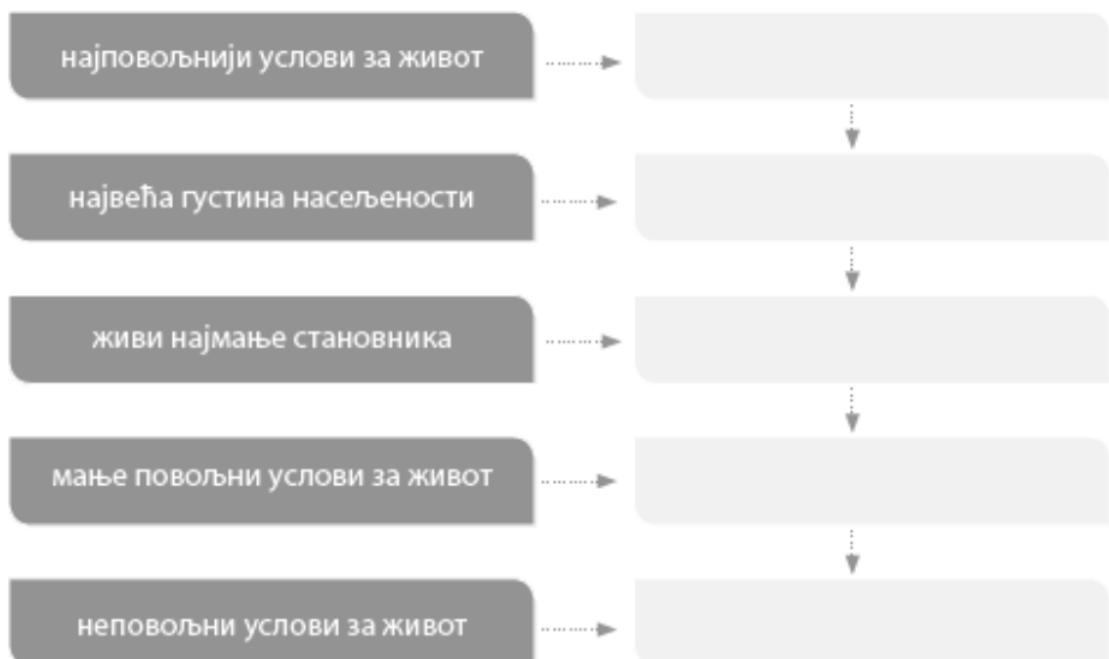 најповољнији услови за живот
највећа густина насељености
живи најмање становника
мање повољни услови за живот
неповољни услови за живот